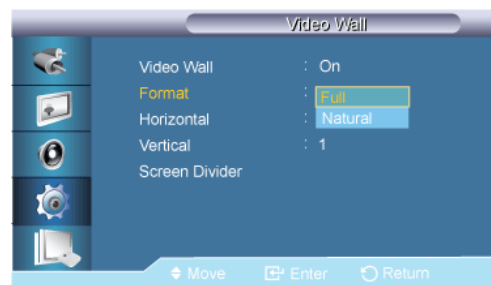 Video Wall
Video Wall : On
Format : Full
Natural
Horizontal :
Vertical : 1
Screen Divider
Move Enter Return